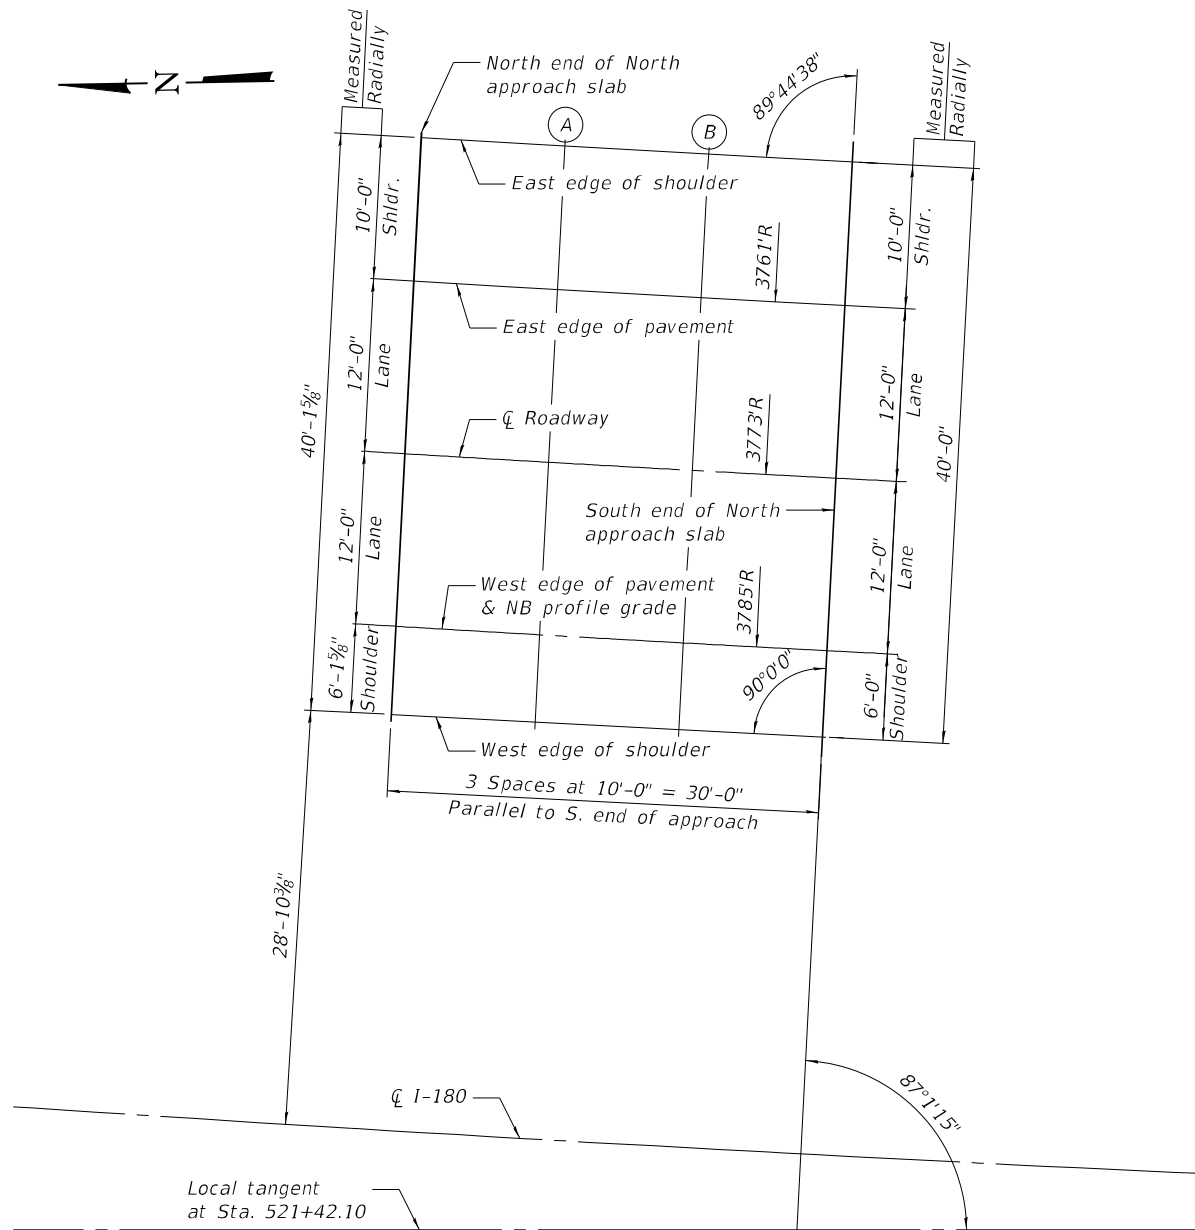 Measured
Radially
N
North end of North
approach slab
A
B
89°44'38"
Measured
Radially
East edge of shoulder
10'-0"
Shldr.
10'-0"
Shldr.
3761'R
East edge of pavement
12'-0"
Lane
12'-0"
Lane
40'-1⅝"
40'-0"
℄ Roadway
3773'R
South end of North
approach slab
12'-0"
Lane
12'-0"
Lane
West edge of pavement
& NB profile grade
3785'R
6'-1⅝"
Shoulder
90°0'0"
6'-0"
Shoulder
West edge of shoulder
3 Spaces at 10'-0" = 30'-0"
Parallel to S. end of approach
28'-10⅜"
℄ I-180
87°1'15"
Local tangent
at Sta. 521+42.10